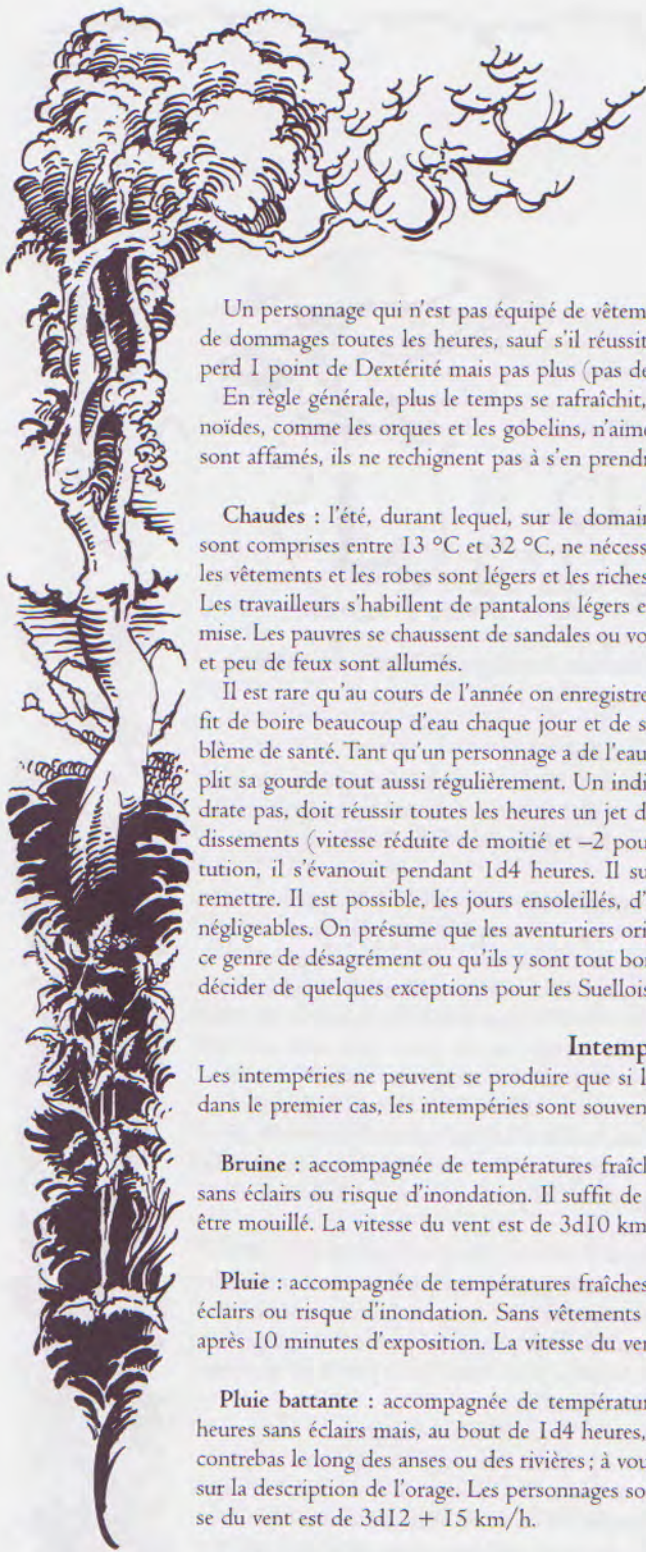 Un personnage qui n'est pas équipé de vêtem
de dommages toutes les heures, sauf s'il réussit
perd 1 point de Dextérité mais pas plus (pas de
En règle générale, plus le temps se rafraîchit,
noïdes, comme les orques et les gobelins, n'aime
sont affamés, ils ne rechignent pas à s'en prendr
Chaudes : l'été, durant lequel, sur le domain
sont comprises entre 13 °C et 32 °C, ne nécess
les vêtements et les robes sont légers et les riches
Les travailleurs s'habillent de pantalons légers e
mise. Les pauvres se chaussent de sandales ou vo
et peu de feux sont allumés.
Il est rare qu'au cours de l'année on enregistre
fit de boire beaucoup d'eau chaque jour et de s
blème de santé. Tant qu'un personnage a de l'eau
plit sa gourde tout aussi régulièrement. Un indi
drate pas, doit réussir toutes les heures un jet d
dissements (vitesse réduite de moitié et –2 pou
tution, il s'évanouit pendant 1d4 heures. Il su
remettre. Il est possible, les jours ensoleillés, d'
négligeables. On présume que les aventuriers ori
ce genre de désagrément ou qu'ils y sont tout bo
décider de quelques exceptions pour les Suellois
Intemp
Les intempéries ne peuvent se produire que si l
dans le premier cas, les intempéries sont souven
Bruine : accompagnée de températures fraîch
sans éclairs ou risque d'inondation. Il suffit de
être mouillé. La vitesse du vent est de 3d10 km
Pluie : accompagnée de températures fraîches
éclairs ou risque d'inondation. Sans vêtements
après 10 minutes d'exposition. La vitesse du ven
Pluie battante : accompagnée de températur
heures sans éclairs mais, au bout de 1d4 heures,
contrebas le long des anses ou des rivières ; à vou
sur la description de l'orage. Les personnages so
se du vent est de 3d12 + 15 km/h.